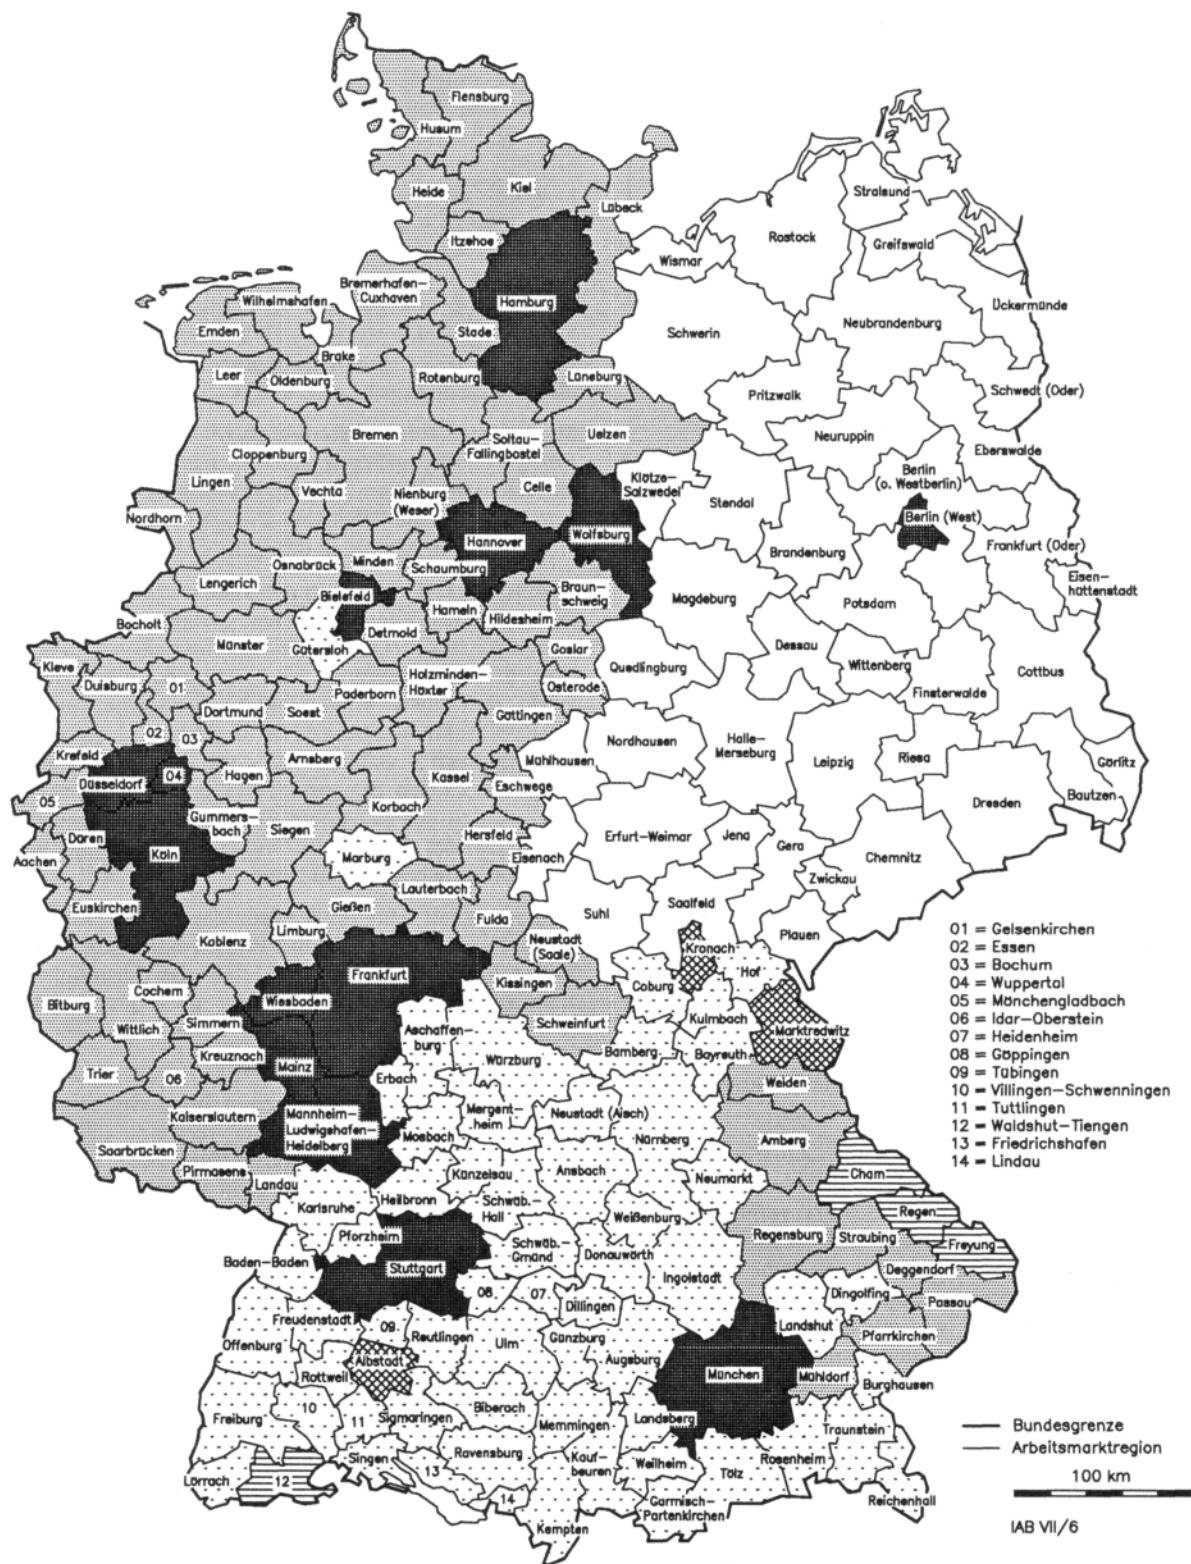 Flensburg
Husum
Heide
Kiel
Lübeck
Itzehoe
Stralsund
Rostock
Greifswald
Wismar
Bremerhafen-
Cuxhaven
Wilhelmshafen
Hamburg
Ückermünde
Emden
Stade
Schwerin
Neubrandenburg
Brake
Leer
Oldenburg
Rotenburg
Lüneburg
Pritzwalk
Schwedt (Oder)
Bremen
Soltau-
Fallingbostel
Uelzen
Neuruppin
Cloppenburg
Eberswalde
Lingen
Vechta
Nienburg
(Weser)
Celle
Klötze-
Salzwedel
Stendal
Berlin
(o. Westberlin)
Nordhorn
Berlin (West)
Hannover
Wolfsburg
Frankfurt (Oder)
Minden
Brandenburg
Osnabrück
Schaumburg
Lengerich
Bielefeld
Braun-
schweig
Eisen-
hüttenstadt
Magdeburg
Potsdam
Hameln
Hildesheim
Bocholt
Detmold
Münster
Gütersloh
Goslar
Dessau
Kleve
Quedlingburg
Wittenberg
Cottbus
Duisburg
01
Paderborn
Holzminden-
Höxter
Osterode
Finsterwalde
Dortmund
Soest
Göttingen
02
03
Nordhausen
Halle-
Merseburg
Krefeld
Arnsberg
Mühlhausen
Leipzig
Riesa
Görlitz
Düsseldorf
04
Hagen
Kassel
Eschwege
Dresden
Bautzen
05
Korbach
Gummers-
bach
Siegen
Düren
Hersfeld
Erfurt-Weimar
Jena
Gera
Chemnitz
Köln
Marburg
Eisenach
Aachen
Zwickau
Lauterbach
Saalfeld
Euskirchen
Gießen
Fulda
Suhl
Limburg
Plauen
Koblenz
Neustadt
(Saale)
Kronach
Hof
Frankfurt
Kissingen
Coburg
Cochem
Wiesbaden
Bitburg
Kulmbach
Schweinfurt
Marktredwitz
Wittlich
Simmern
Aschaffen-
burg
Bamberg
Bayreuth
Kreuznach
Mainz
Würzburg
Trier
06
Erbach
Weiden
Kaiserslautern
Mannheim-
Ludwigshafen-
Heidelberg
Mergent-
heim
Neustadt (Aisch)
Mosbach
Nürnberg
Amberg
Saarbrücken
Pirmasens
Landau
Künzelsau
Ansbach
Neumarkt
Cham
Heilbronn
Karlsruhe
Schwäb.-
Hall
Weißenburg
Regen
Regensburg
Straubing
Pforzheim
Schwäb.-
Gmünd
Freyung
Baden-Baden
Stuttgart
Donauwörth
Deggendorf
Ingolstadt
08
07
Dillingen
Dingolfing
Passau
Freudenstadt
09
Reutlingen
Landshut
Offenburg
Ulm
Günzburg
Pfarrkirchen
Albstadt
Augsburg
München
Mühldorf
Rottweil
Burghausen
10
Freiburg
11
Sigmaringen
Biberach
Memmingen
Landsberg
Traunstein
Singen
Ravensburg
Kauf-
beuren
Weilheim
Rosenheim
Lörrach
12
13
Tölz
14
Garmisch-
Partenkirchen
Reichenhall
Kempten
01 = Gelsenkirchen
02 = Essen
03 = Bochum
04 = Wuppertal
05 = Mönchengladbach
06 = Idar-Oberstein
07 = Heidenheim
08 = Göppingen
09 = Tübingen
10 = Villingen-Schwenningen
11 = Tuttlingen
12 = Waldshut-Tiengen
13 = Friedrichshafen
14 = Lindau
Bundesgrenze
Arbeitsmarktregion
100 km
IAB VII/6